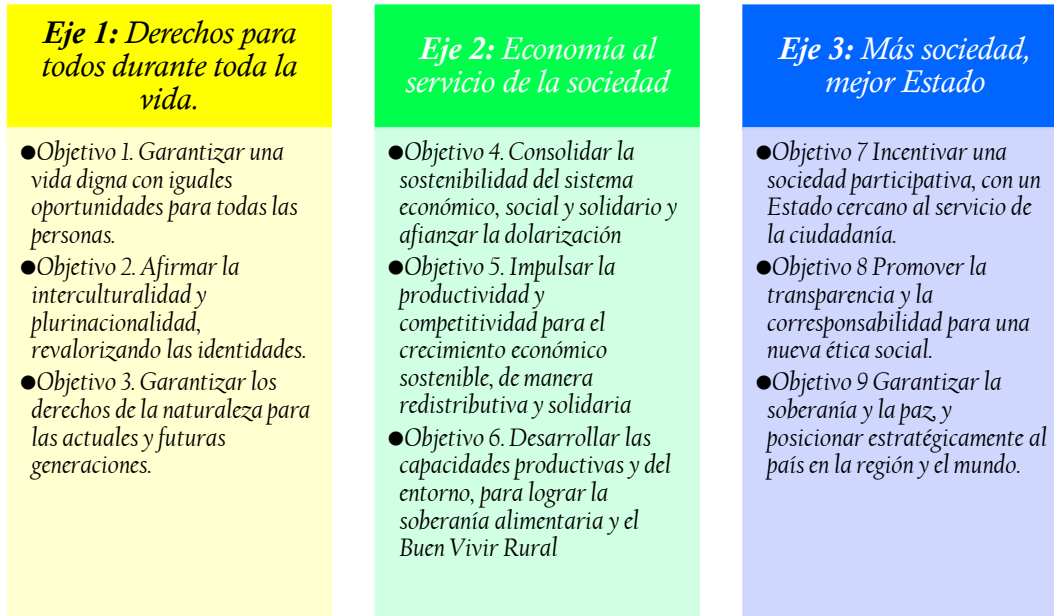 Eje 1: Derechos para
todos durante toda la
vida.
●Objetivo 1. Garantizar una
vida digna con iguales
oportunidades para todas las
personas.
●Objetivo 2. Afirmar la
interculturalidad y
plurinacionalidad,
revalorizando las identidades.
●Objetivo 3. Garantizar los
derechos de la naturaleza para
las actuales y futuras
generaciones.
Eje 2: Economía al
servicio de la sociedad
●Objetivo 4. Consolidar la
sostenibilidad del sistema
económico, social y solidario y
afianzar la dolarización
●Objetivo 5. Impulsar la
productividad y
competitividad para el
crecimiento económico
sostenible, de manera
redistributiva y solidaria
●Objetivo 6. Desarrollar las
capacidades productivas y del
entorno, para lograr la
soberanía alimentaria y el
Buen Vivir Rural
Eje 3: Más sociedad,
mejor Estado
●Objetivo 7 Incentivar una
sociedad participativa, con un
Estado cercano al servicio de
la ciudadanía.
●Objetivo 8 Promover la
transparencia y la
corresponsabilidad para una
nueva ética social.
●Objetivo 9 Garantizar la
soberanía y la paz, y
posicionar estratégicamente al
país en la región y el mundo.